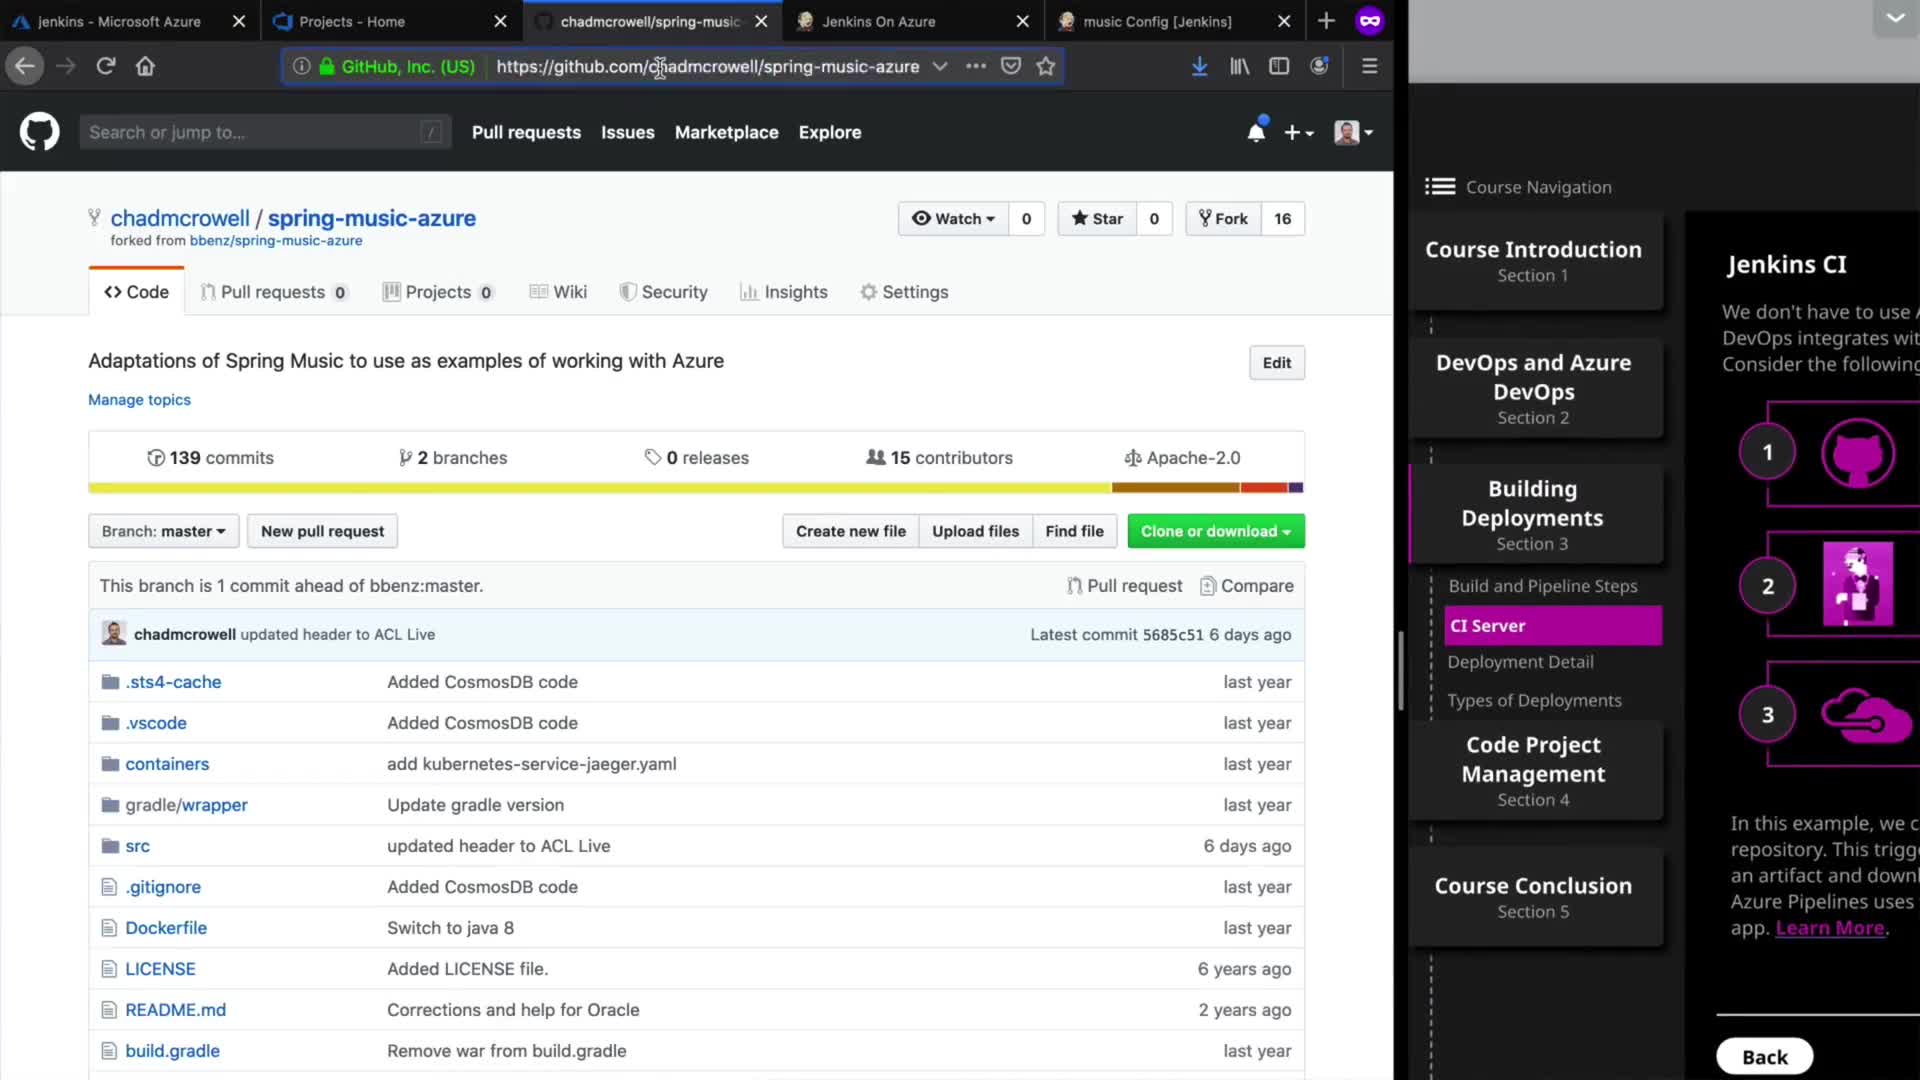 jenkins - Microsoft Azure
Projects - Home
chadmcrowell/spring-music-
Jenkins On Azure
music Config [Jenkins]
GitHub, Inc. (US)
https://github.com/chadmcrowell/spring-music-azure
Search or jump to...
/
Pull requests
Issues
Marketplace
Explore
chadmcrowell / spring-music-azure
forked from bbenz/spring-music-azure
Watch 0
Star 0
Fork 16
Code
Pull requests 0
Projects 0
Wiki
Security
Insights
Settings
Adaptations of Spring Music to use as examples of working with Azure
Edit
Manage topics
139 commits
2 branches
0 releases
15 contributors
Apache-2.0
Branch: master
New pull request
Create new file
Upload files
Find file
Clone or download
This branch is 1 commit ahead of bbenz:master.
Pull request
Compare
chadmcrowell updated header to ACL Live
Latest commit 5685c51 6 days ago
.sts4-cache Added CosmosDB code last year
.vscode Added CosmosDB code last year
containers add kubernetes-service-jaeger.yaml last year
gradle/wrapper Update gradle version last year
src updated header to ACL Live 6 days ago
.gitignore Added CosmosDB code last year
Dockerfile Switch to java 8 last year
LICENSE Added LICENSE file. 6 years ago
README.md Corrections and help for Oracle 2 years ago
build.gradle Remove war from build.gradle last year
Course Navigation
Course Introduction
Section 1
DevOps and Azure
DevOps
Section 2
Building
Deployments
Section 3
Build and Pipeline Steps
CI Server
Deployment Detail
Types of Deployments
Code Project
Management
Section 4
Course Conclusion
Section 5
Jenkins CI
We don't have to use
DevOps integrates wit
Consider the following
1
2
3
In this example, we c
repository. This trigg
an artifact and downl
Azure Pipelines uses
app. Learn More.
Back